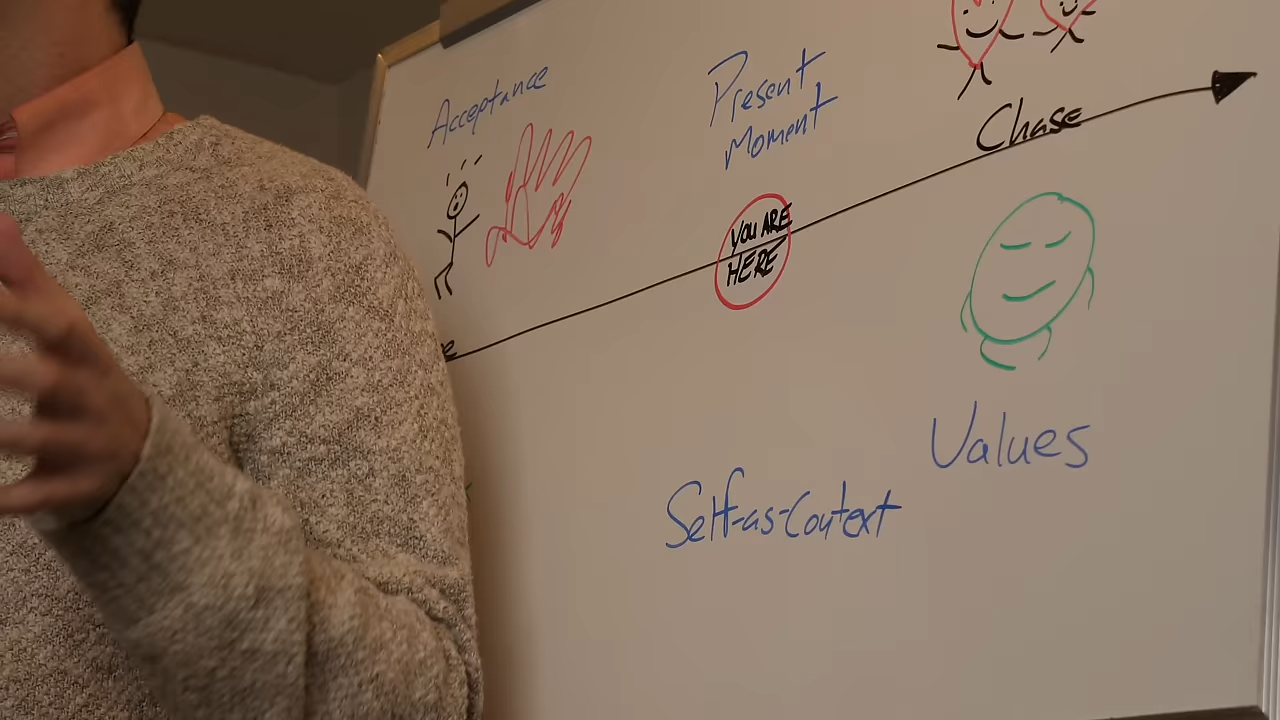 Acceptance
Present
Moment
Chase
YOU ARE
HERE
Values
Self-as-Context